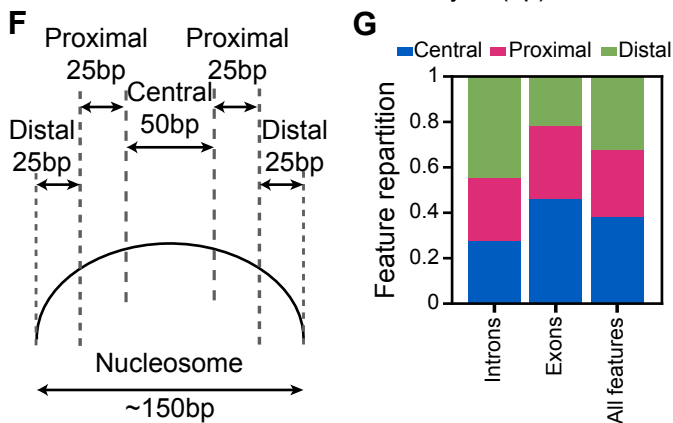 F
Proximal
25bp
Proximal
25bp
Central
50bp
Distal
25bp
Distal
25bp
Nucleosome
~150bp
G
Central Proximal Distal
Feature repartition
1
0.8
0.6
0.4
0.2
0
Introns
Exons
All features